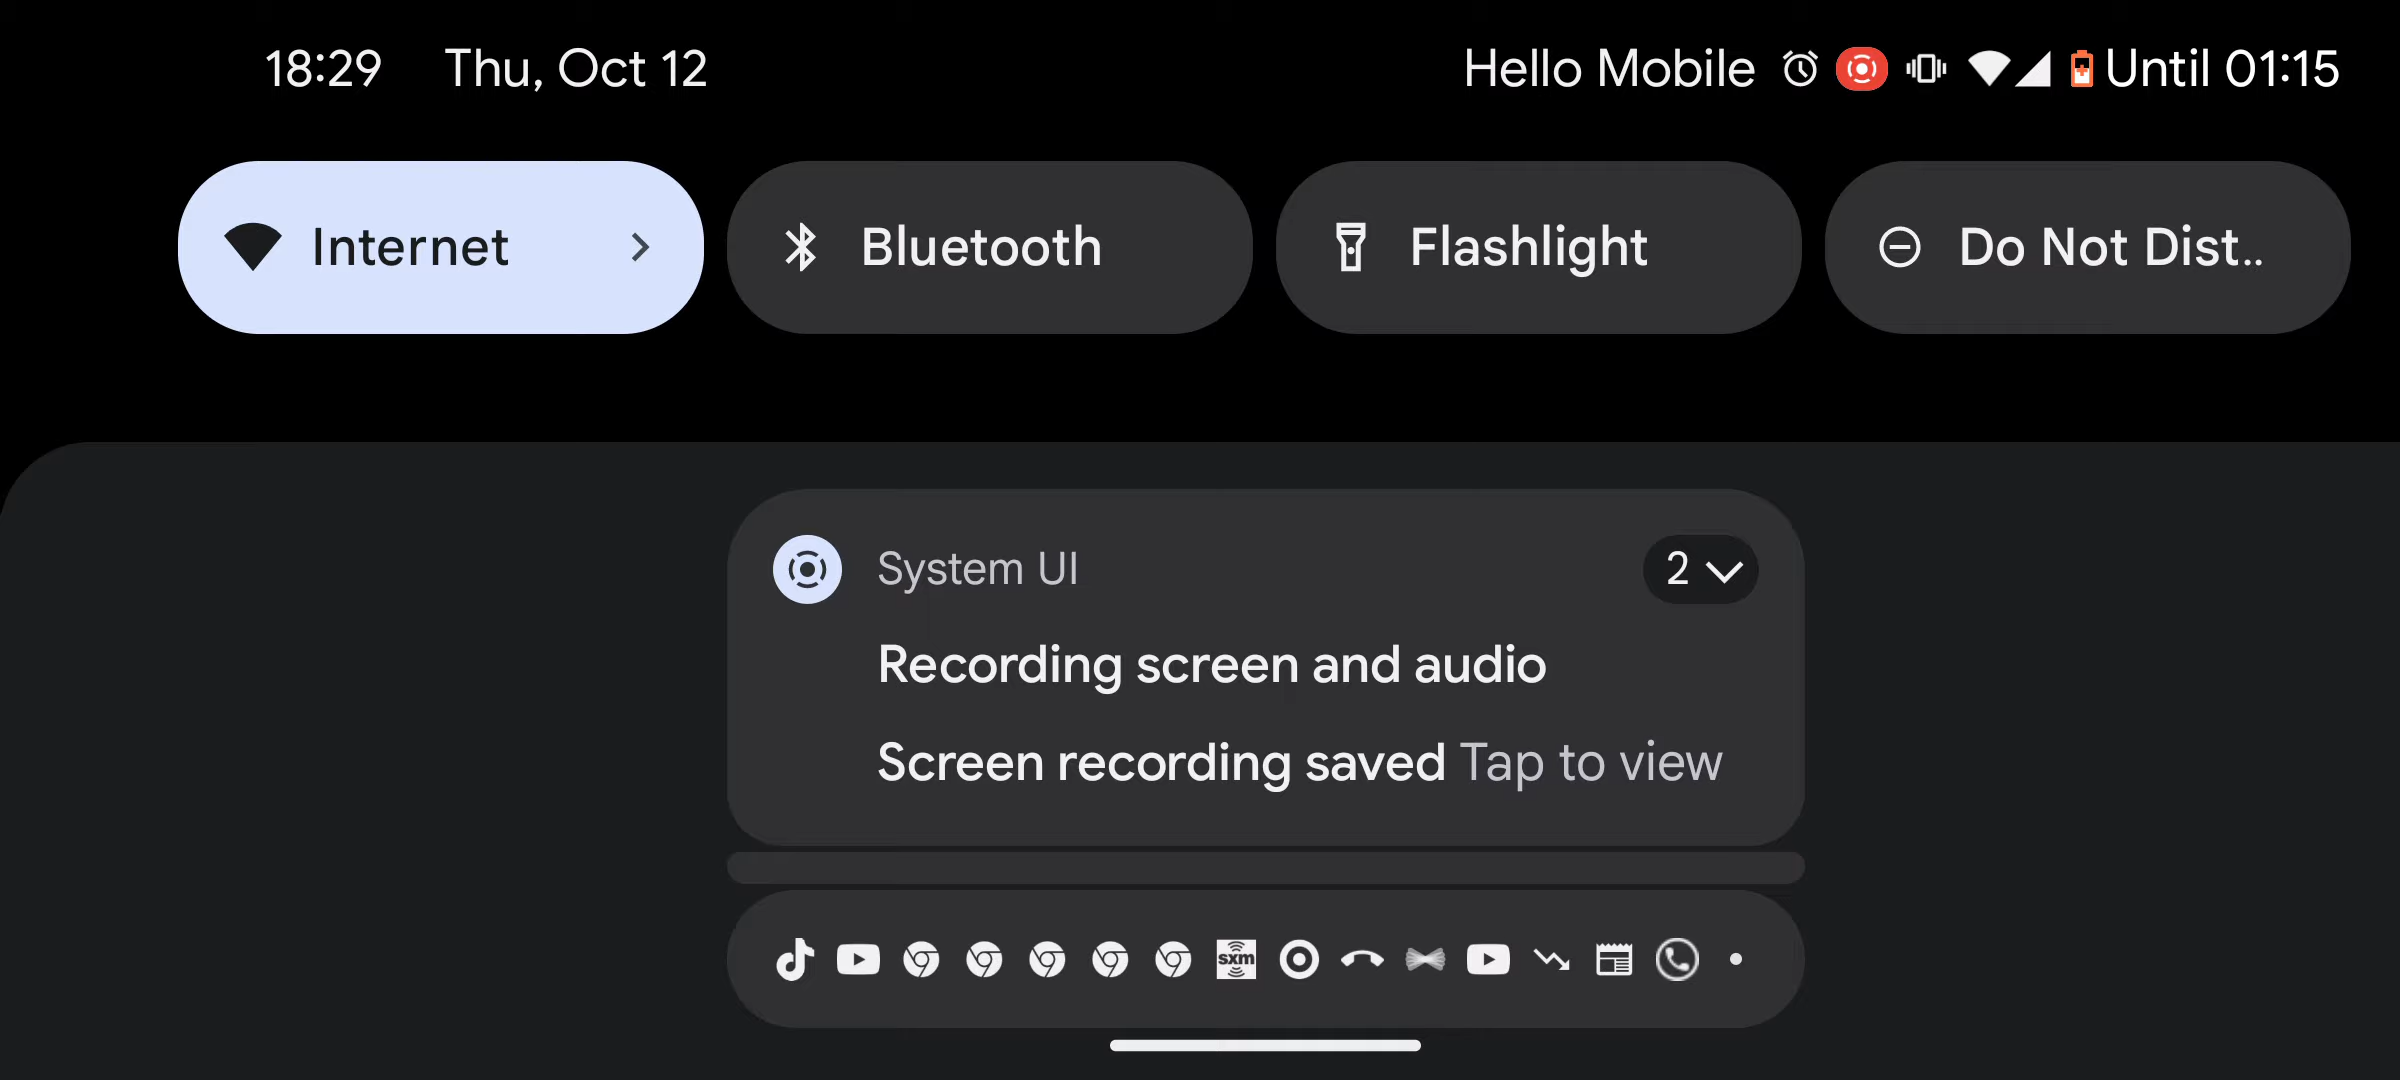 18:29 Thu, Oct 12 Hello Mobile Until 01:15
Internet Bluetooth Flashlight Do Not Dist..
System UI 2
Recording screen and audio
Screen recording saved Tap to view
sxm